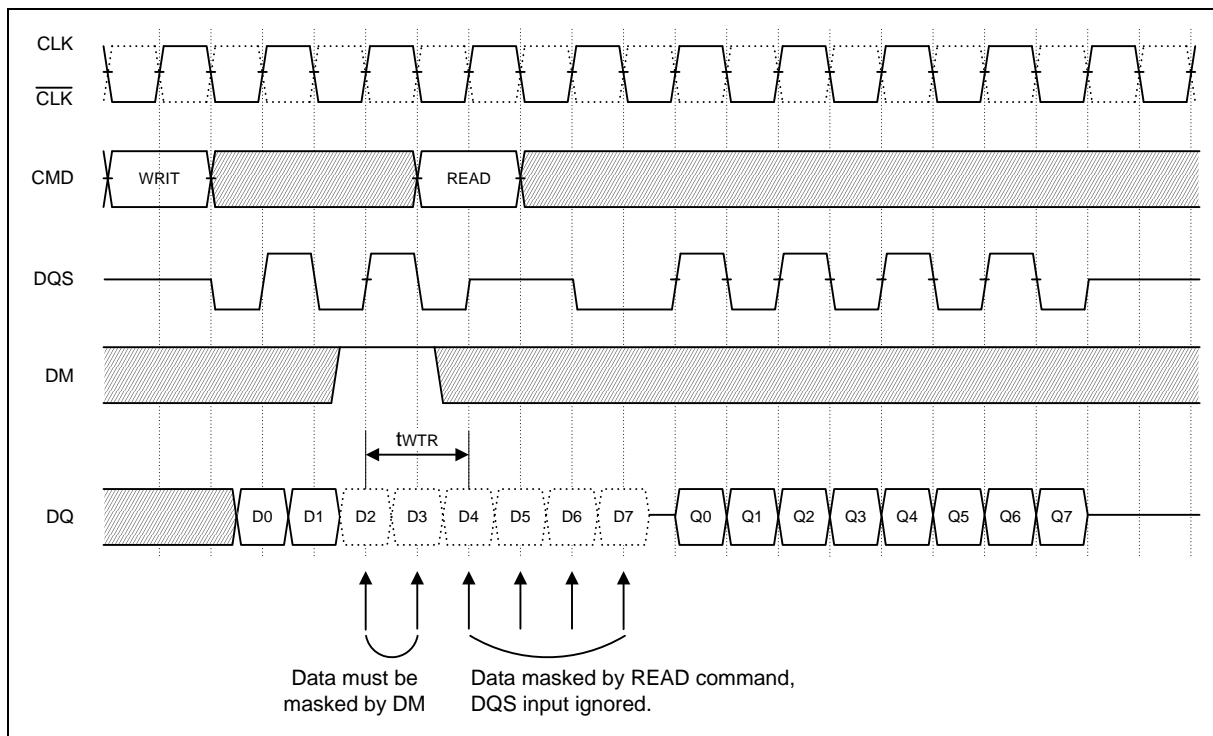 CLK
CLK
CMD WRIT READ
DQS
DM
tWTR
DQ D0 D1 D2 D3 D4 D5 D6 D7 Q0 Q1 Q2 Q3 Q4 Q5 Q6 Q7
Data must be
masked by DM
Data masked by READ command,
DQS input ignored.